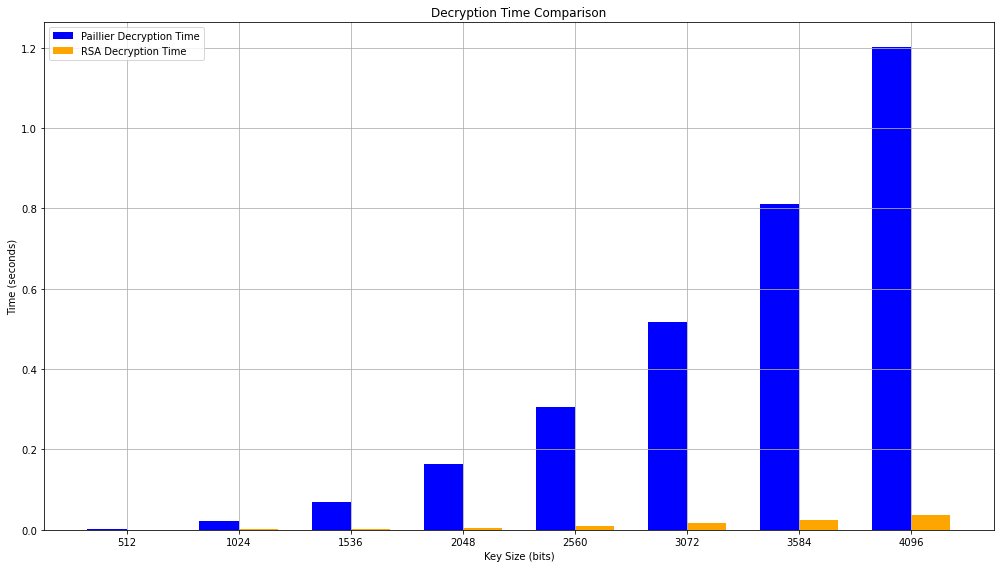 Decryption Time Comparison
Paillier Decryption Time
RSA Decryption Time
1.2
1.0
0.8
0.6
0.4
0.2
0.0
Time (seconds)
512 1024 1536 2048 2560 3072 3584 4096
Key Size (bits)